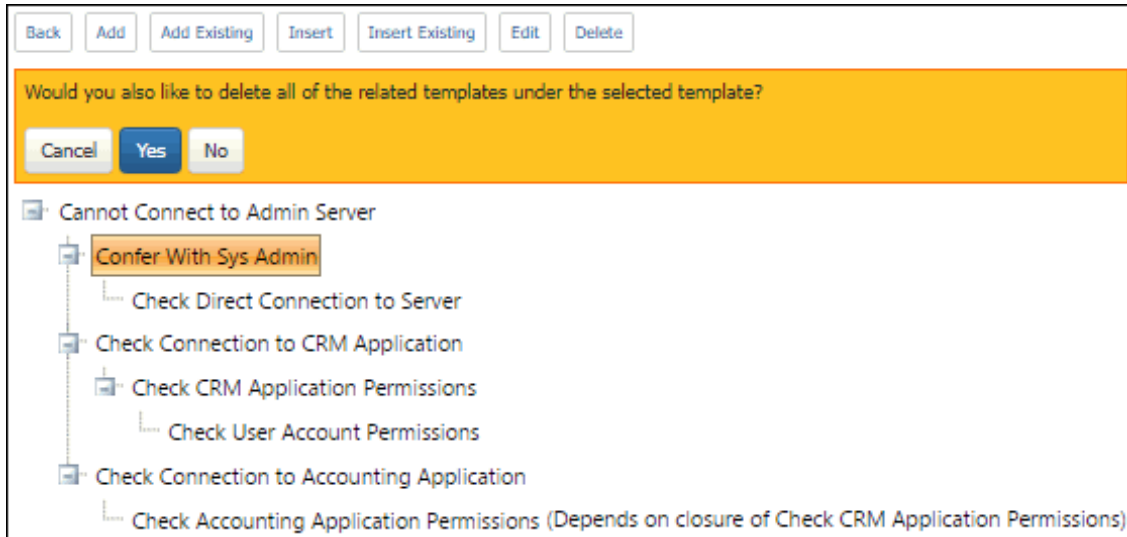 Back Add Add Existing Insert Insert Existing Edit Delete
Would you also like to delete all of the related templates under the selected template?
Cancel Yes No
Cannot Connect to Admin Server
Confer With Sys Admin
Check Direct Connection to Server
Check Connection to CRM Application
Check CRM Application Permissions
Check User Account Permissions
Check Connection to Accounting Application
Check Accounting Application Permissions (Depends on closure of Check CRM Application Permissions)